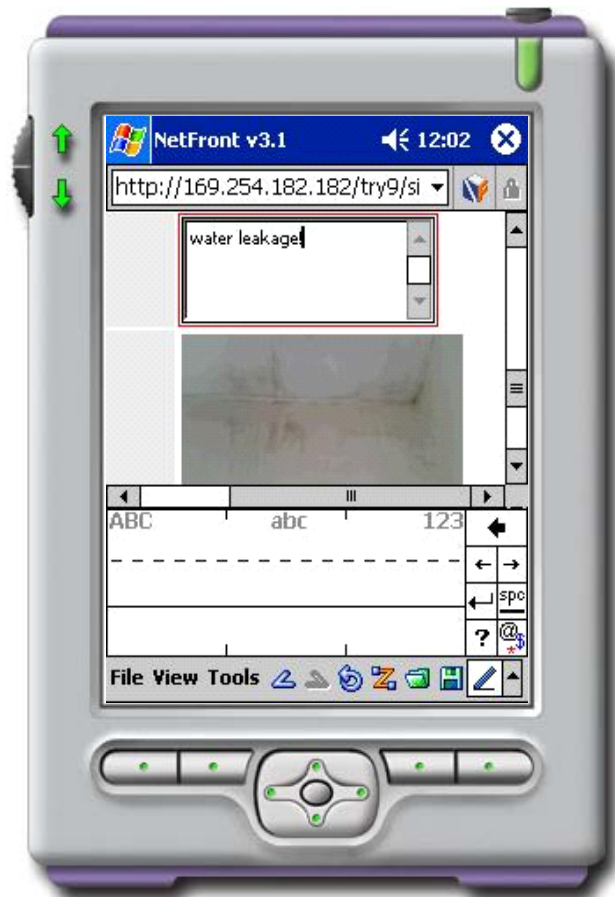 NetFront v3.1 12:02
http://169.254.182.182/try9/si
water leakage!
ABC abc 123
spc
? @$*
File View Tools